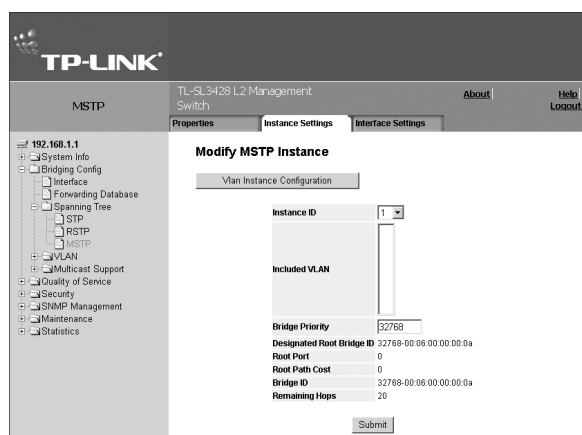 TP-LINK
TL-SL3428 L2 Management
Switch
About
Help
Logout
MSTP
Properties
Instance Settings
Interface Settings
192.168.1.1
System Info
Bridging Config
Interface
Forwarding Database
Spanning Tree
STP
RSTP
MSTP
VLAN
Multicast Support
Quality of Service
Security
SNMP Management
Maintenance
Statistics
Modify MSTP Instance
Vlan Instance Configuration
Instance ID 1
Included VLAN
Bridge Priority 32768
Designated Root Bridge ID 32768-00:06:00:00:00:0a
Root Port 0
Root Path Cost 0
Bridge ID 32768-00:06:00:00:00:0a
Remaining Hops 20
Submit